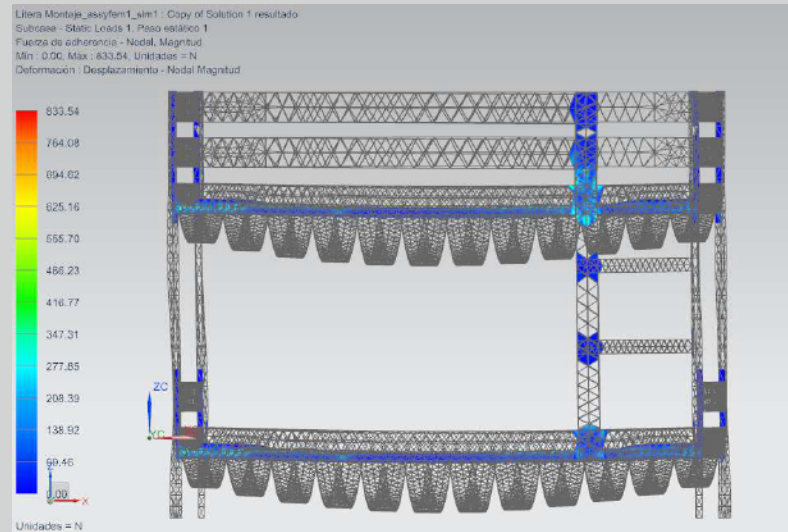 Litera Montaje_assyfem1_sim1 : Copy of Solution 1 resultado
Subcase - Static Loads 1, Paso estático 1
Fuerza de adherencia - Nodal, Magnitud
Min : 0.00, Max : 833.54, Unidades = N
Deformación : Desplazamiento - Nodal Magnitud
833.54
764.08
694.62
625.16
555.70
486.23
416.77
347.31
277.85
208.39
138.92
69.46
0.00
ZC
YC
Z
X
Unidades = N